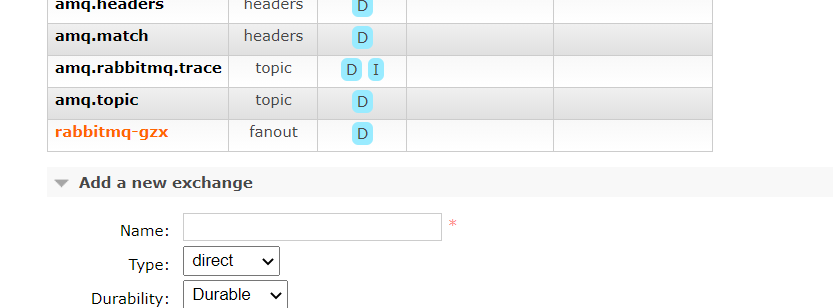 amq.headers headers D
amq.match headers D
amq.rabbitmq.trace topic D I
amq.topic topic D
rabbitmq-gzx fanout D
Add a new exchange
Name: *
Type: direct
Durability: Durable